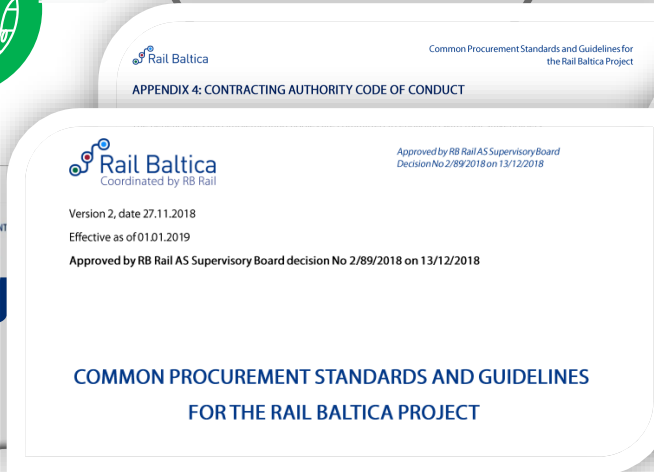 Rail Baltica
Common Procurement Standards and Guidelines for
the Rail Baltica Project
APPENDIX 4: CONTRACTING AUTHORITY CODE OF CONDUCT
Rail Baltica
Coordinated by RB Rail
Approved by RB Rail AS Supervisory Board
Decision No 2/89/2018 on 13/12/2018
Version 2, date 27.11.2018
Effective as of 01.01.2019
Approved by RB Rail AS Supervisory Board decision No 2/89/2018 on 13/12/2018
COMMON PROCUREMENT STANDARDS AND GUIDELINES
FOR THE RAIL BALTICA PROJECT